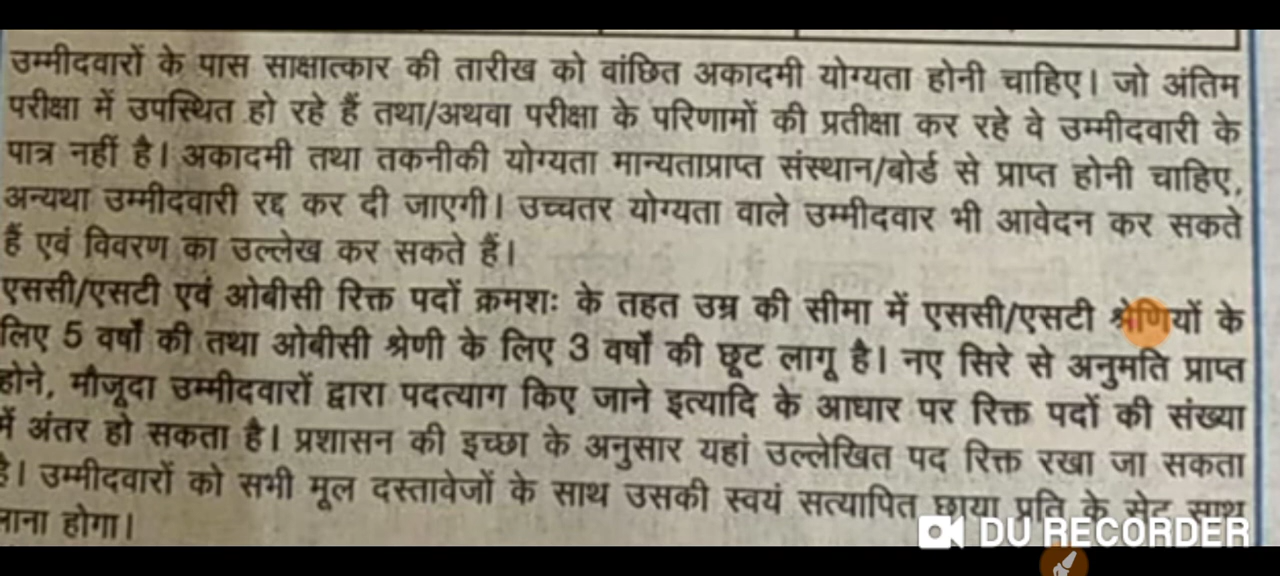 उम्मीदवारों के पास साक्षात्कार की तारीख को वांछित अकादमी योग्यता होनी चाहिए। जो अंतिम
परीक्षा में उपस्थित हो रहे हैं तथा/अथवा परीक्षा के परिणामों की प्रतीक्षा कर रहे वे उम्मीदवारी के
पात्र नहीं है। अकादमी तथा तकनीकी योग्यता मान्यताप्राप्त संस्थान/बोर्ड से प्राप्त होनी चाहिए,
अन्यथा उम्मीदवारी रद्द कर दी जाएगी। उच्चतर योग्यता वाले उम्मीदवार भी आवेदन कर सकते
हैं एवं विवरण का उल्लेख कर सकते हैं।
एससी/एसटी एवं ओबीसी रिक्त पदों क्रमशः के तहत उम्र की सीमा में एससी/एसटी श्रेणियों के
लिए 5 वर्षों की तथा ओबीसी श्रेणी के लिए 3 वर्षों की छूट लागू है। नए सिरे से अनुमति प्राप्त
होने, मौजूदा उम्मीदवारों द्वारा पदत्याग किए जाने इत्यादि के आधार पर रिक्त पदों की संख्या
में अंतर हो सकता है। प्रशासन की इच्छा के अनुसार यहां उल्लेखित पद रिक्त रखा जा सकता
है। उम्मीदवारों को सभी मूल दस्तावेजों के साथ उसकी स्वयं सत्यापित छाया प्रति के सेट साथ
लाना होगा।
DU RECORDER